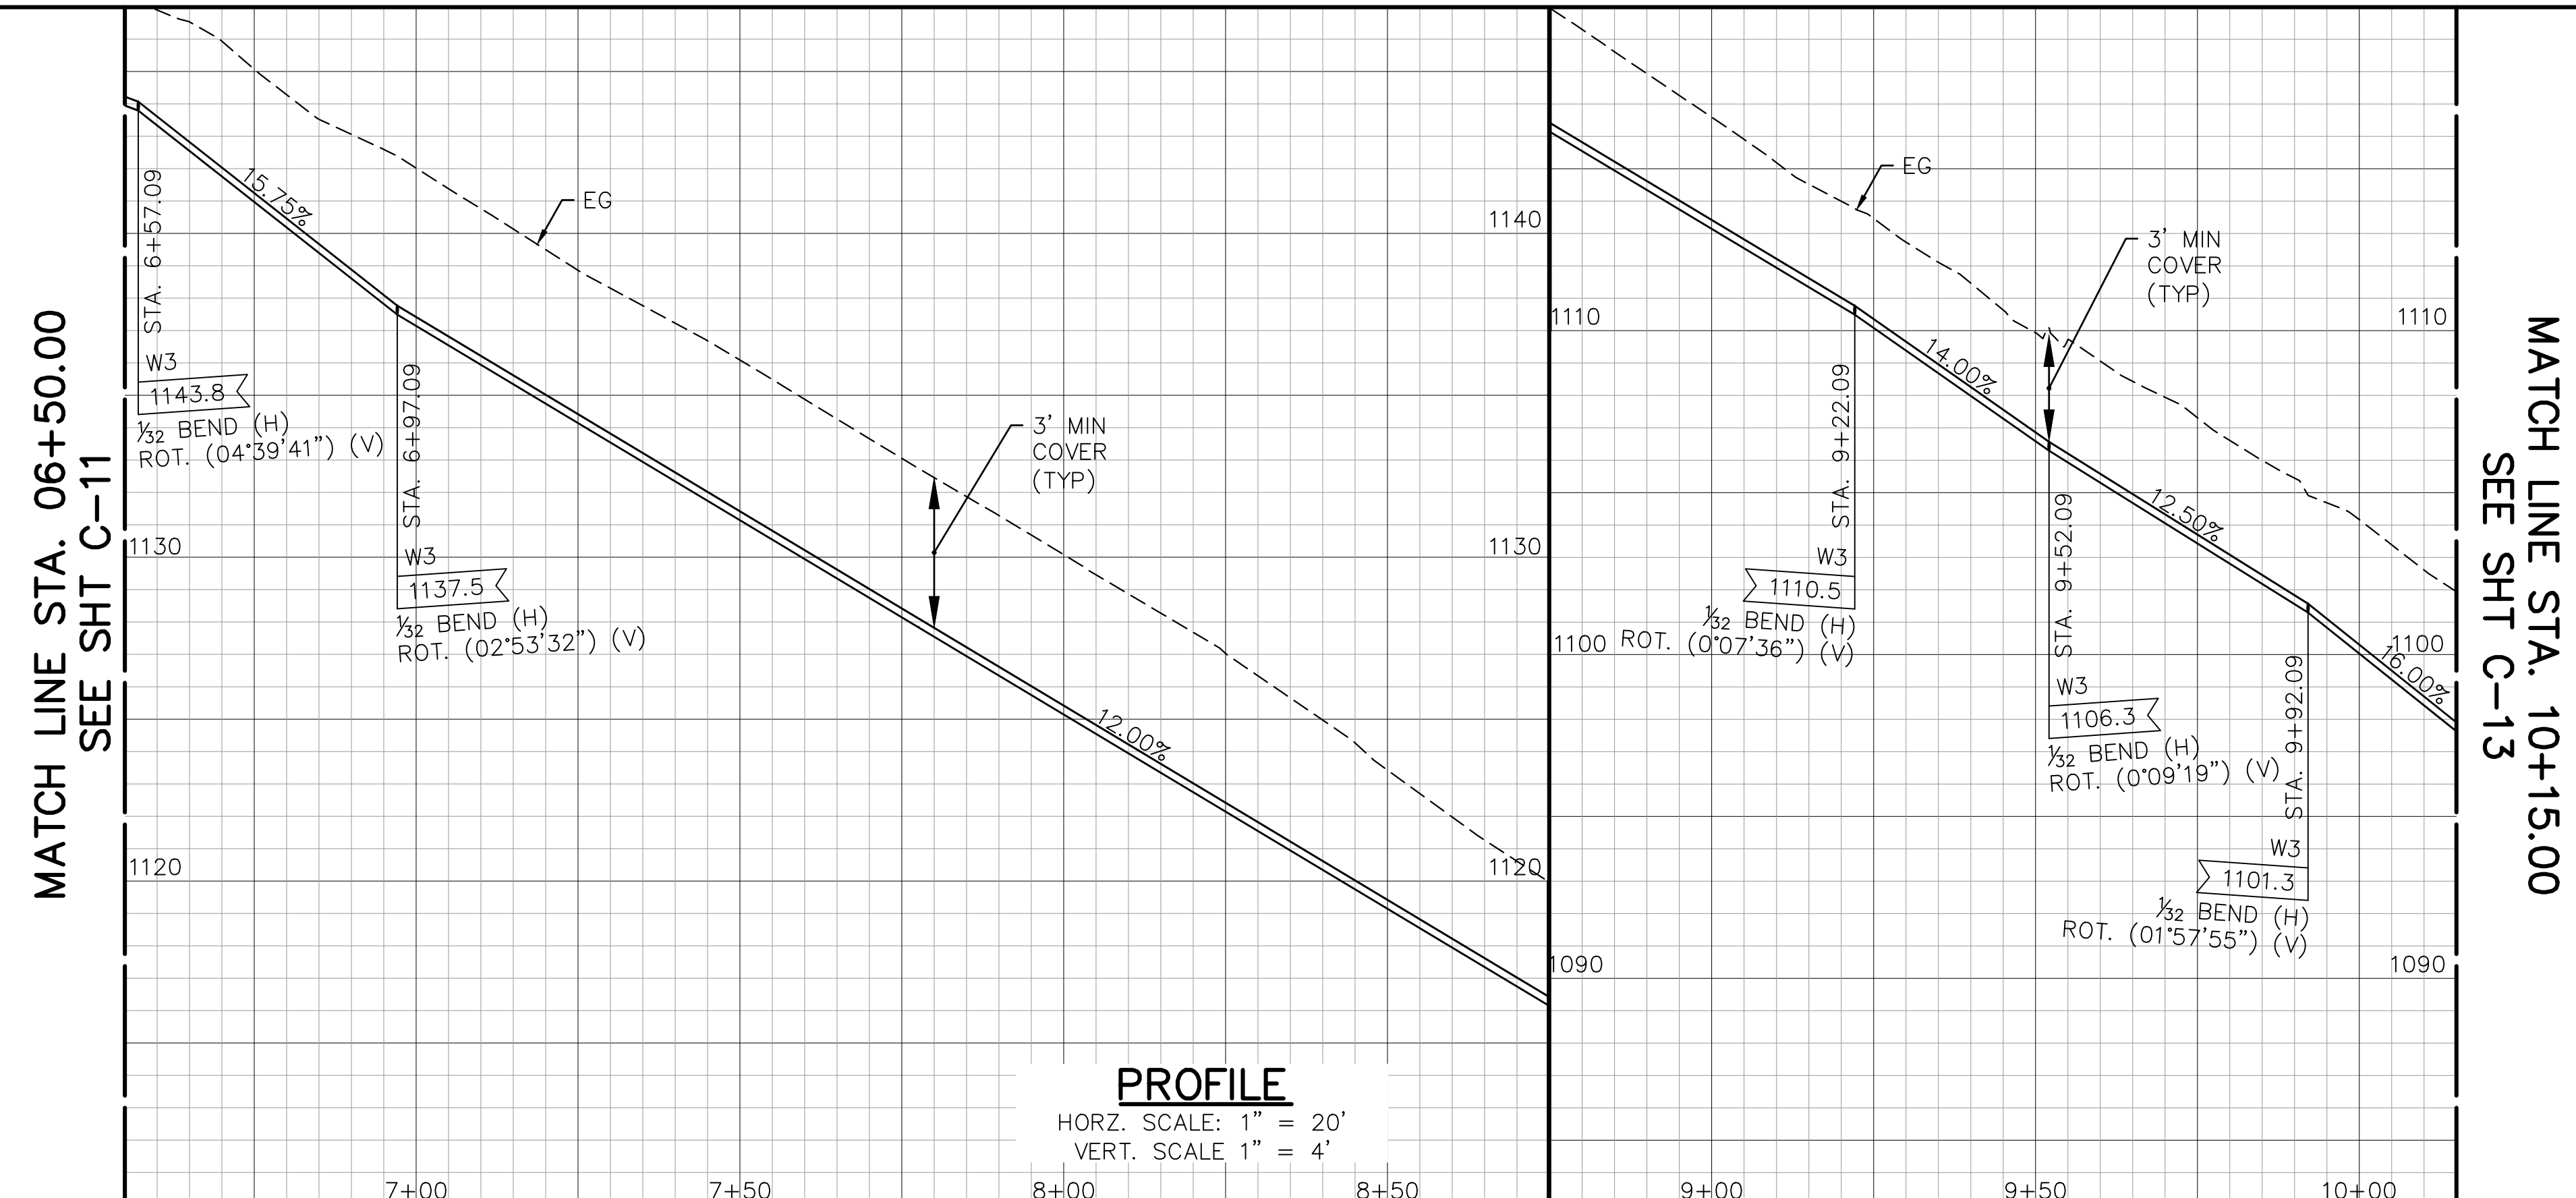 MATCH LINE STA. 06+50.00
SEE SHT C-11
STA. 6+57.09
W3
1143.8
1/32 BEND (H)
ROT. (04°39'41") (V)
15.75%
STA. 6+97.09
W3
1137.5
1/32 BEND (H)
ROT. (02°53'32") (V)
EG
3' MIN
COVER
(TYP)
12.00%
1130
1120
1140
1130
1120
PROFILE
HORZ. SCALE: 1" = 20'
VERT. SCALE 1" = 4'
7+00
7+50
8+00
8+50
EG
3' MIN
COVER
(TYP)
1110
1100
1090
STA. 9+22.09
W3
1110.5
1/32 BEND (H)
ROT. (0°07'36") (V)
14.00%
STA. 9+52.09
W3
1106.3
1/32 BEND (H)
ROT. (0°09'19") (V)
12.50%
STA. 9+92.09
W3
1101.3
1/32 BEND (H)
ROT. (01°57'55") (V)
16.00%
1110
1100
1090
9+00
9+50
10+00
MATCH LINE STA. 10+15.00
SEE SHT C-13